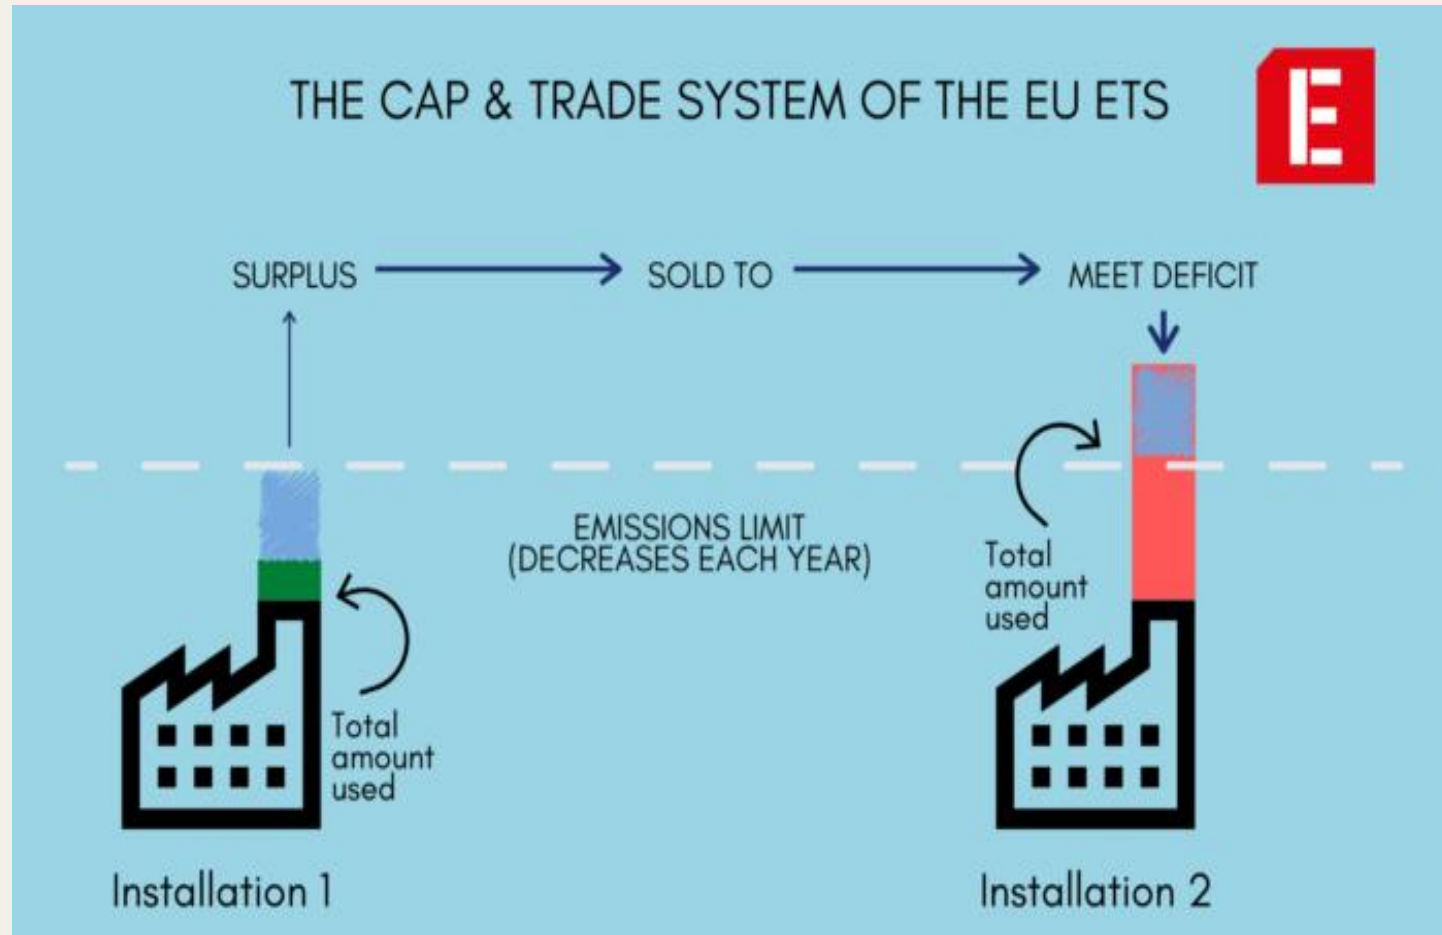 THE CAP & TRADE SYSTEM OF THE EU ETS
E
SURPLUS
SOLD TO
MEET DEFICIT
EMISSIONS LIMIT
(DECREASES EACH YEAR)
Total
amount
used
Total
amount
used
Installation 1
Installation 2